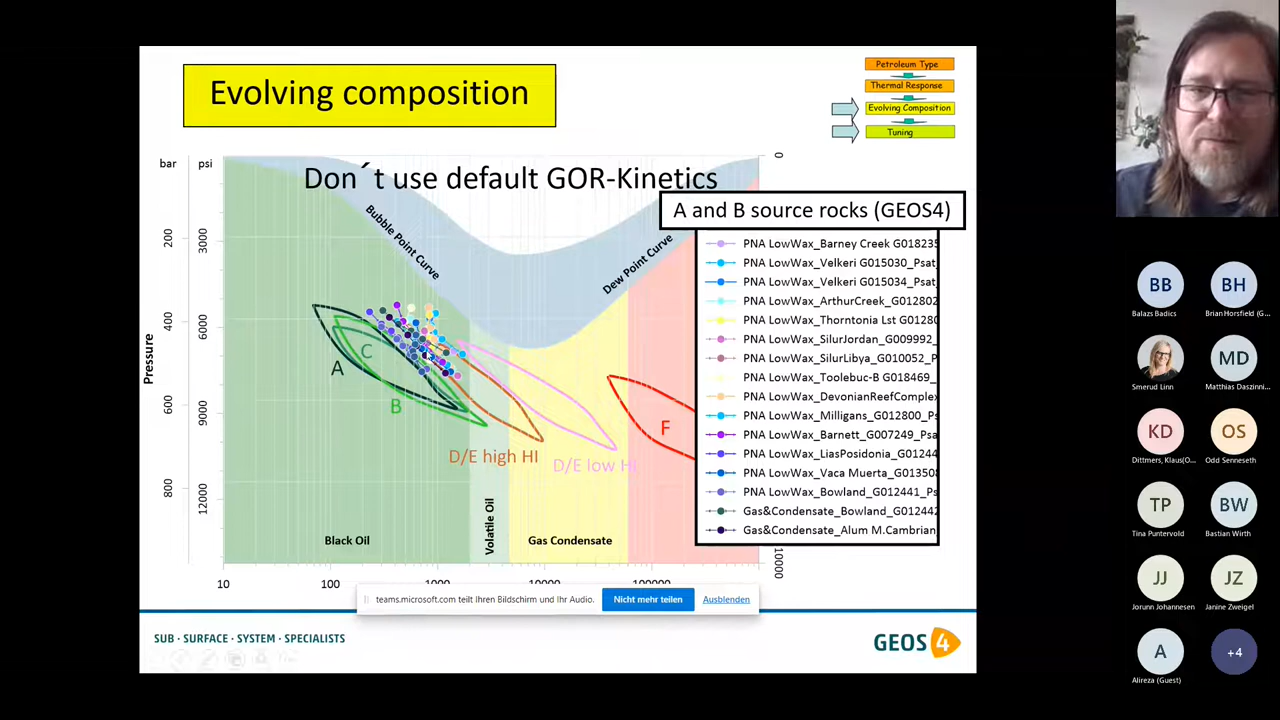 Evolving composition
Petroleum Type
Thermal Response
Evolving Composition
Tuning
bar
psi
0
Don´t use default GOR-Kinetics
A and B source rocks (GEOS4)
Bubble Point Curve
Dew Point Curve
200
3000
400
6000
600
9000
800
12000
Pressure
PNA LowWax_Barney Creek G018235
PNA LowWax_Velkeri G015030_Psat_
PNA LowWax_Velkeri G015034_Psat_
PNA LowWax_ArthurCreek_G012802
PNA LowWax_Thorntonia Lst G01280
PNA LowWax_SilurJordan_G009992_
PNA LowWax_SilurLibya_G010052_P
PNA LowWax_Toolebuc-B G018469_
PNA LowWax_DevonianReefComplex
PNA LowWax_Milligans_G012800_Ps
PNA LowWax_Barnett_G007249_Psa
PNA LowWax_LiasPosidonia_G01244
PNA LowWax_Vaca Muerta_G01350
PNA LowWax_Bowland_G012441_Ps
Gas&Condensate_Bowland_G012442
Gas&Condensate_Alum M.Cambrian
A
C
B
D/E high HI
D/E low HI
F
Black Oil
Volatile Oil
Gas Condensate
10000
10
100
1000
10000
100000
teams.microsoft.com teilt Ihren Bildschirm und Ihr Audio.
Nicht mehr teilen
Ausblenden
SUB · SURFACE · SYSTEM · SPECIALISTS
GEOS 4
BB
Balazs Badics
BH
Brian Horsfield (G...
Smerud Linn
MD
Matthias Daszinni...
KD
Dittmers, Klaus(O...
OS
Odd Senneseth
TP
Tina Puntervold
BW
Bastian Wirth
JJ
Jorunn Johannesen
JZ
Janine Zweigel
A
Alireza (Guest)
+4